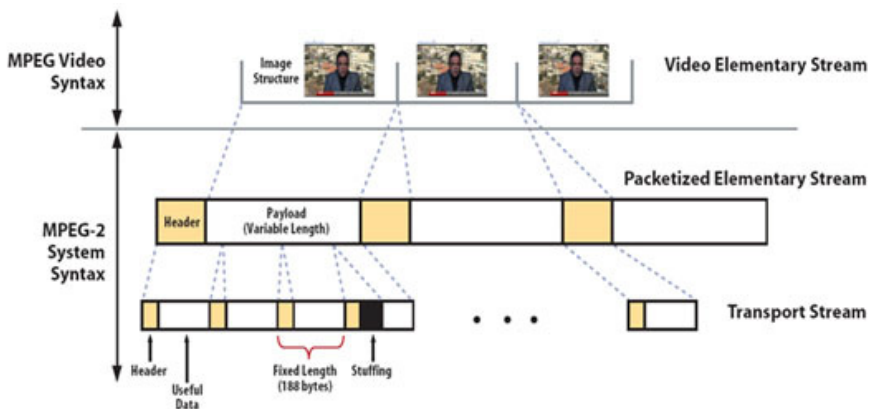 MPEG Video
Syntax
Image
Structure
Video Elementary Stream
Packetized Elementary Stream
Header
Payload
(Variable Length)
MPEG-2
System
Syntax
Transport Stream
Header
Useful
Data
Fixed Length
(188 bytes)
Stuffing